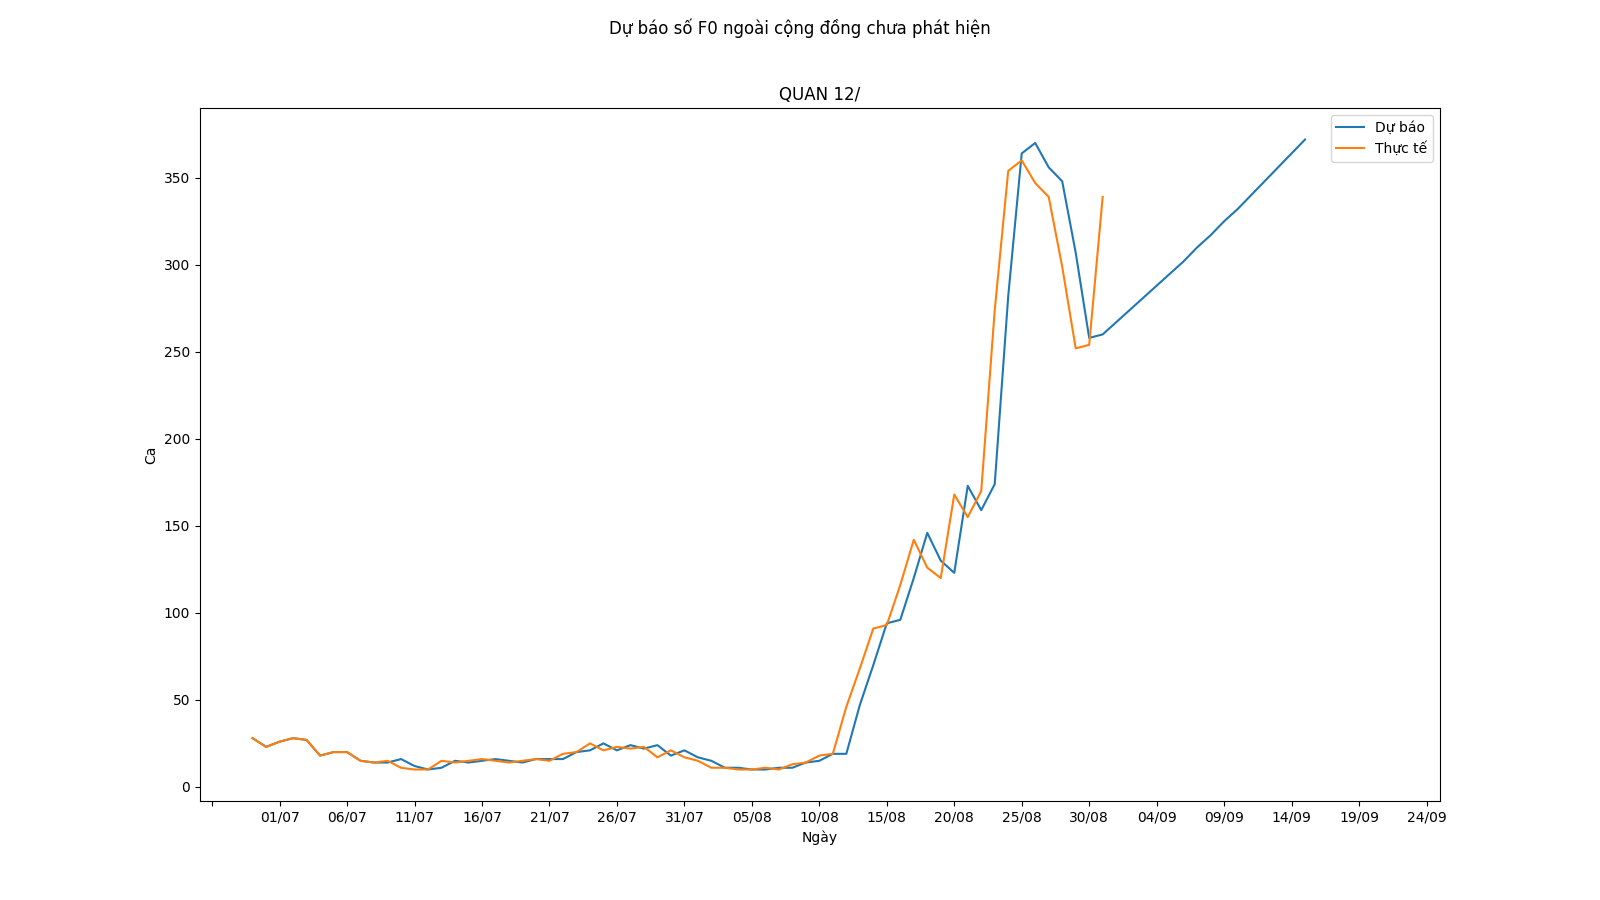 Dự báo số F0 ngoài cộng đồng chưa phát hiện
QUAN 12/
Dự báo
Thực tế
350
300
250
200
150
100
50
0
Ca
01/07 06/07 11/07 16/07 21/07 26/07 31/07 05/08 10/08 15/08 20/08 25/08 30/08 04/09 09/09 14/09 19/09 24/09
Ngày